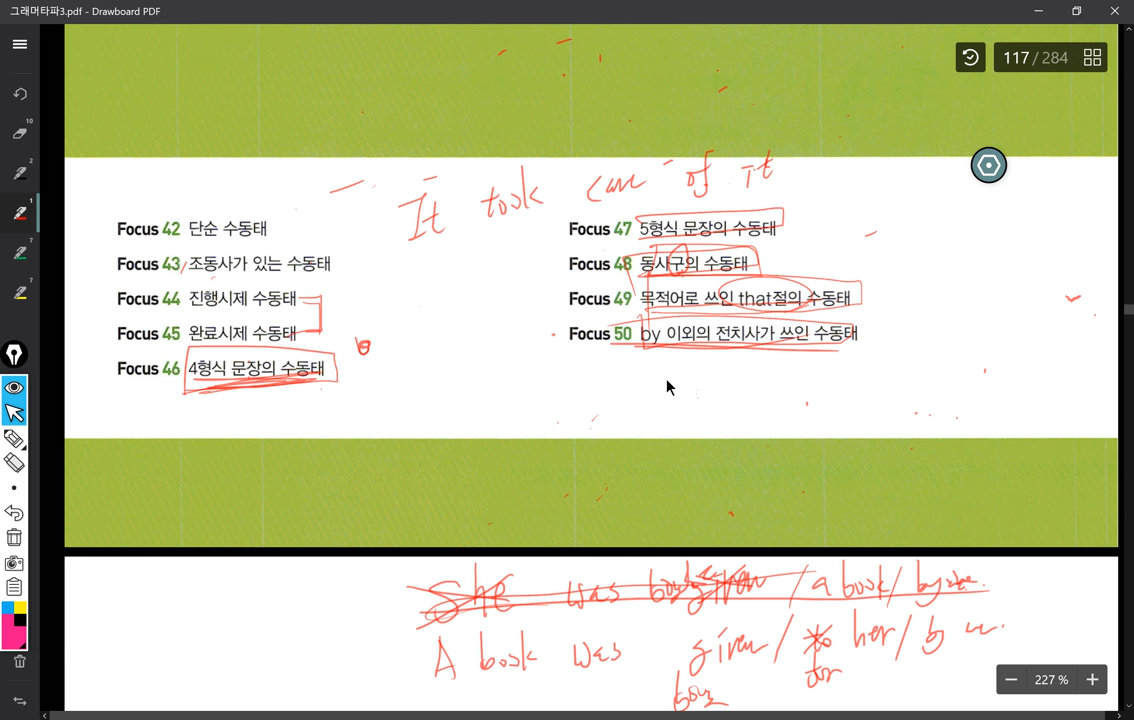 그래머타파3.pdf - Drawboard PDF
117 / 284
It took care of it
Focus 42 단순 수동태
Focus 43 조동사가 있는 수동태
Focus 44 진행시제 수동태
Focus 45 완료시제 수동태
Focus 46 4형식 문장의 수동태
Focus 47 5형식 문장의 수동태
Focus 48 동사구의 수동태
Focus 49 목적어로 쓰인 that절의 수동태
Focus 50 by 이외의 전치사가 쓰인 수동태
10
2
1
7
7
She was / a book / by
A book was given / to her / by
for
227 %